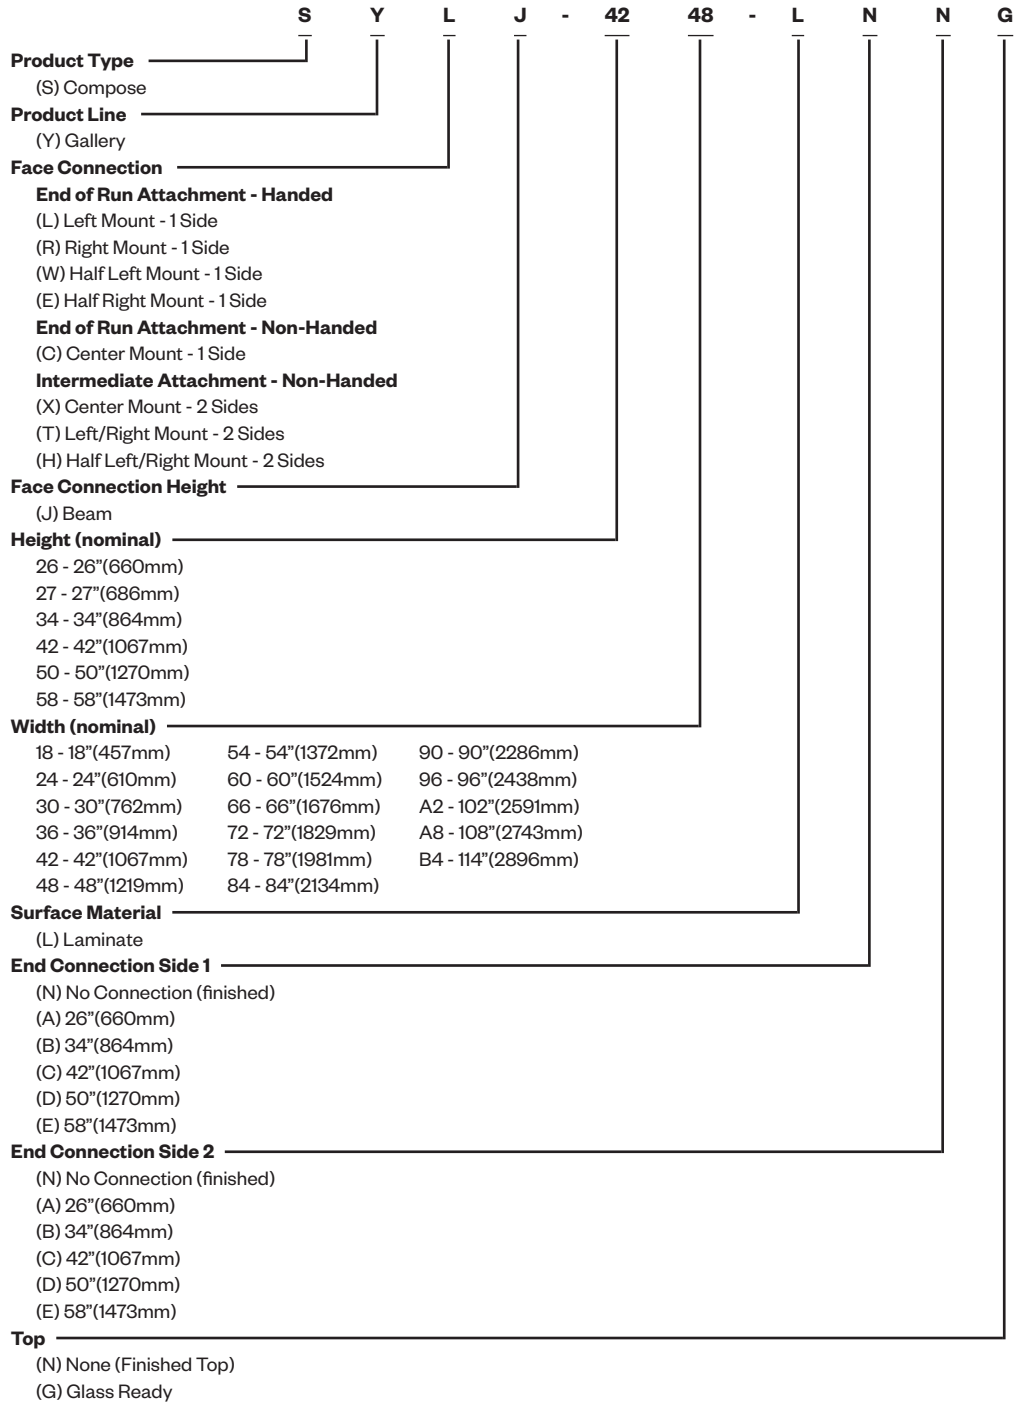 S Y L J - 42 48 - L N N G
Product Type
(S) Compose
Product Line
(Y) Gallery
Face Connection
End of Run Attachment - Handed
(L) Left Mount - 1 Side
(R) Right Mount - 1 Side
(W) Half Left Mount - 1 Side
(E) Half Right Mount - 1 Side
End of Run Attachment - Non-Handed
(C) Center Mount - 1 Side
Intermediate Attachment - Non-Handed
(X) Center Mount - 2 Sides
(T) Left/Right Mount - 2 Sides
(H) Half Left/Right Mount - 2 Sides
Face Connection Height
(J) Beam
Height (nominal)
26 - 26”(660mm)
27 - 27”(686mm)
34 - 34”(864mm)
42 - 42”(1067mm)
50 - 50”(1270mm)
58 - 58”(1473mm)
Width (nominal)
18 - 18”(457mm) 54 - 54”(1372mm) 90 - 90”(2286mm)
24 - 24”(610mm) 60 - 60”(1524mm) 96 - 96”(2438mm)
30 - 30”(762mm) 66 - 66”(1676mm) A2 - 102”(2591mm)
36 - 36”(914mm) 72 - 72”(1829mm) A8 - 108”(2743mm)
42 - 42”(1067mm) 78 - 78”(1981mm) B4 - 114”(2896mm)
48 - 48”(1219mm) 84 - 84”(2134mm)
Surface Material
(L) Laminate
End Connection Side 1
(N) No Connection (finished)
(A) 26”(660mm)
(B) 34”(864mm)
(C) 42”(1067mm)
(D) 50”(1270mm)
(E) 58”(1473mm)
End Connection Side 2
(N) No Connection (finished)
(A) 26”(660mm)
(B) 34”(864mm)
(C) 42”(1067mm)
(D) 50”(1270mm)
(E) 58”(1473mm)
Top
(N) None (Finished Top)
(G) Glass Ready